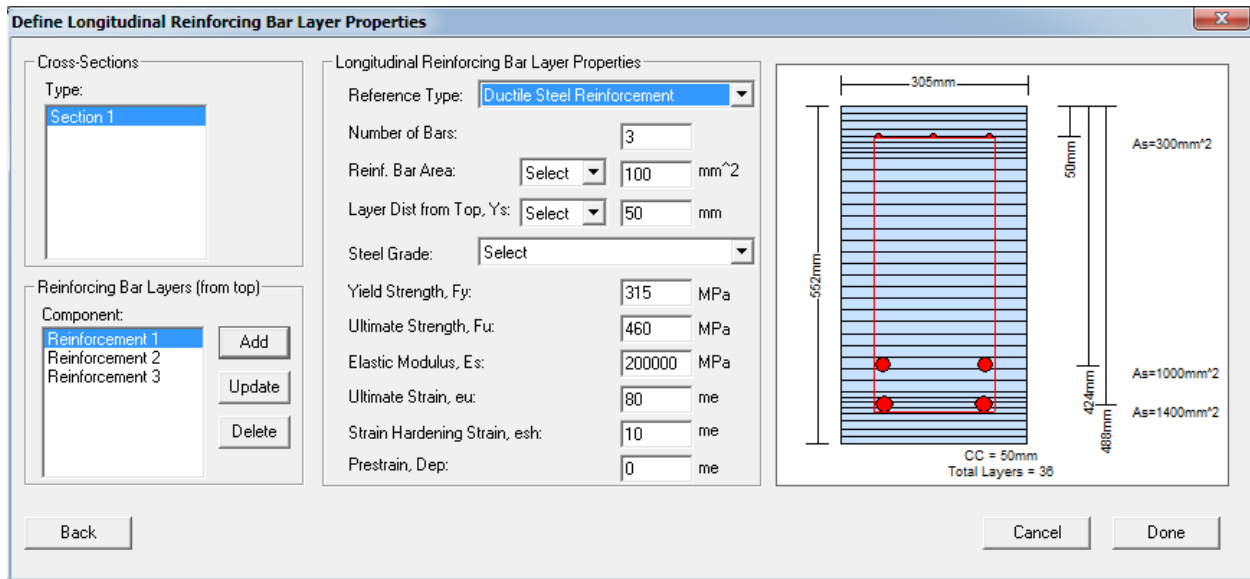 Define Longitudinal Reinforcing Bar Layer Properties
x
Cross-Sections
Type:
Section 1
Reinforcing Bar Layers (from top)
Component:
Reinforcement 1
Reinforcement 2
Reinforcement 3
Add
Update
Delete
Longitudinal Reinforcing Bar Layer Properties
Reference Type: Ductile Steel Reinforcement
Number of Bars: 3
Reinf. Bar Area: Select 100 mm^2
Layer Dist from Top, Ys: Select 50 mm
Steel Grade: Select
Yield Strength, Fy: 315 MPa
Ultimate Strength, Fu: 460 MPa
Elastic Modulus, Es: 200000 MPa
Ultimate Strain, eu: 80 me
Strain Hardening Strain, esh: 10 me
Prestrain, Dep: 0 me
305mm
552mm
50mm
424mm
488mm
As=300mm^2
As=1000mm^2
As=1400mm^2
CC = 50mm
Total Layers = 36
Back
Cancel
Done